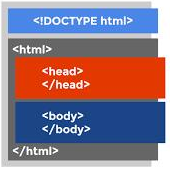 <!DOCTYPE html>
<html>
<head>
</head>
<body>
</body>
</html>